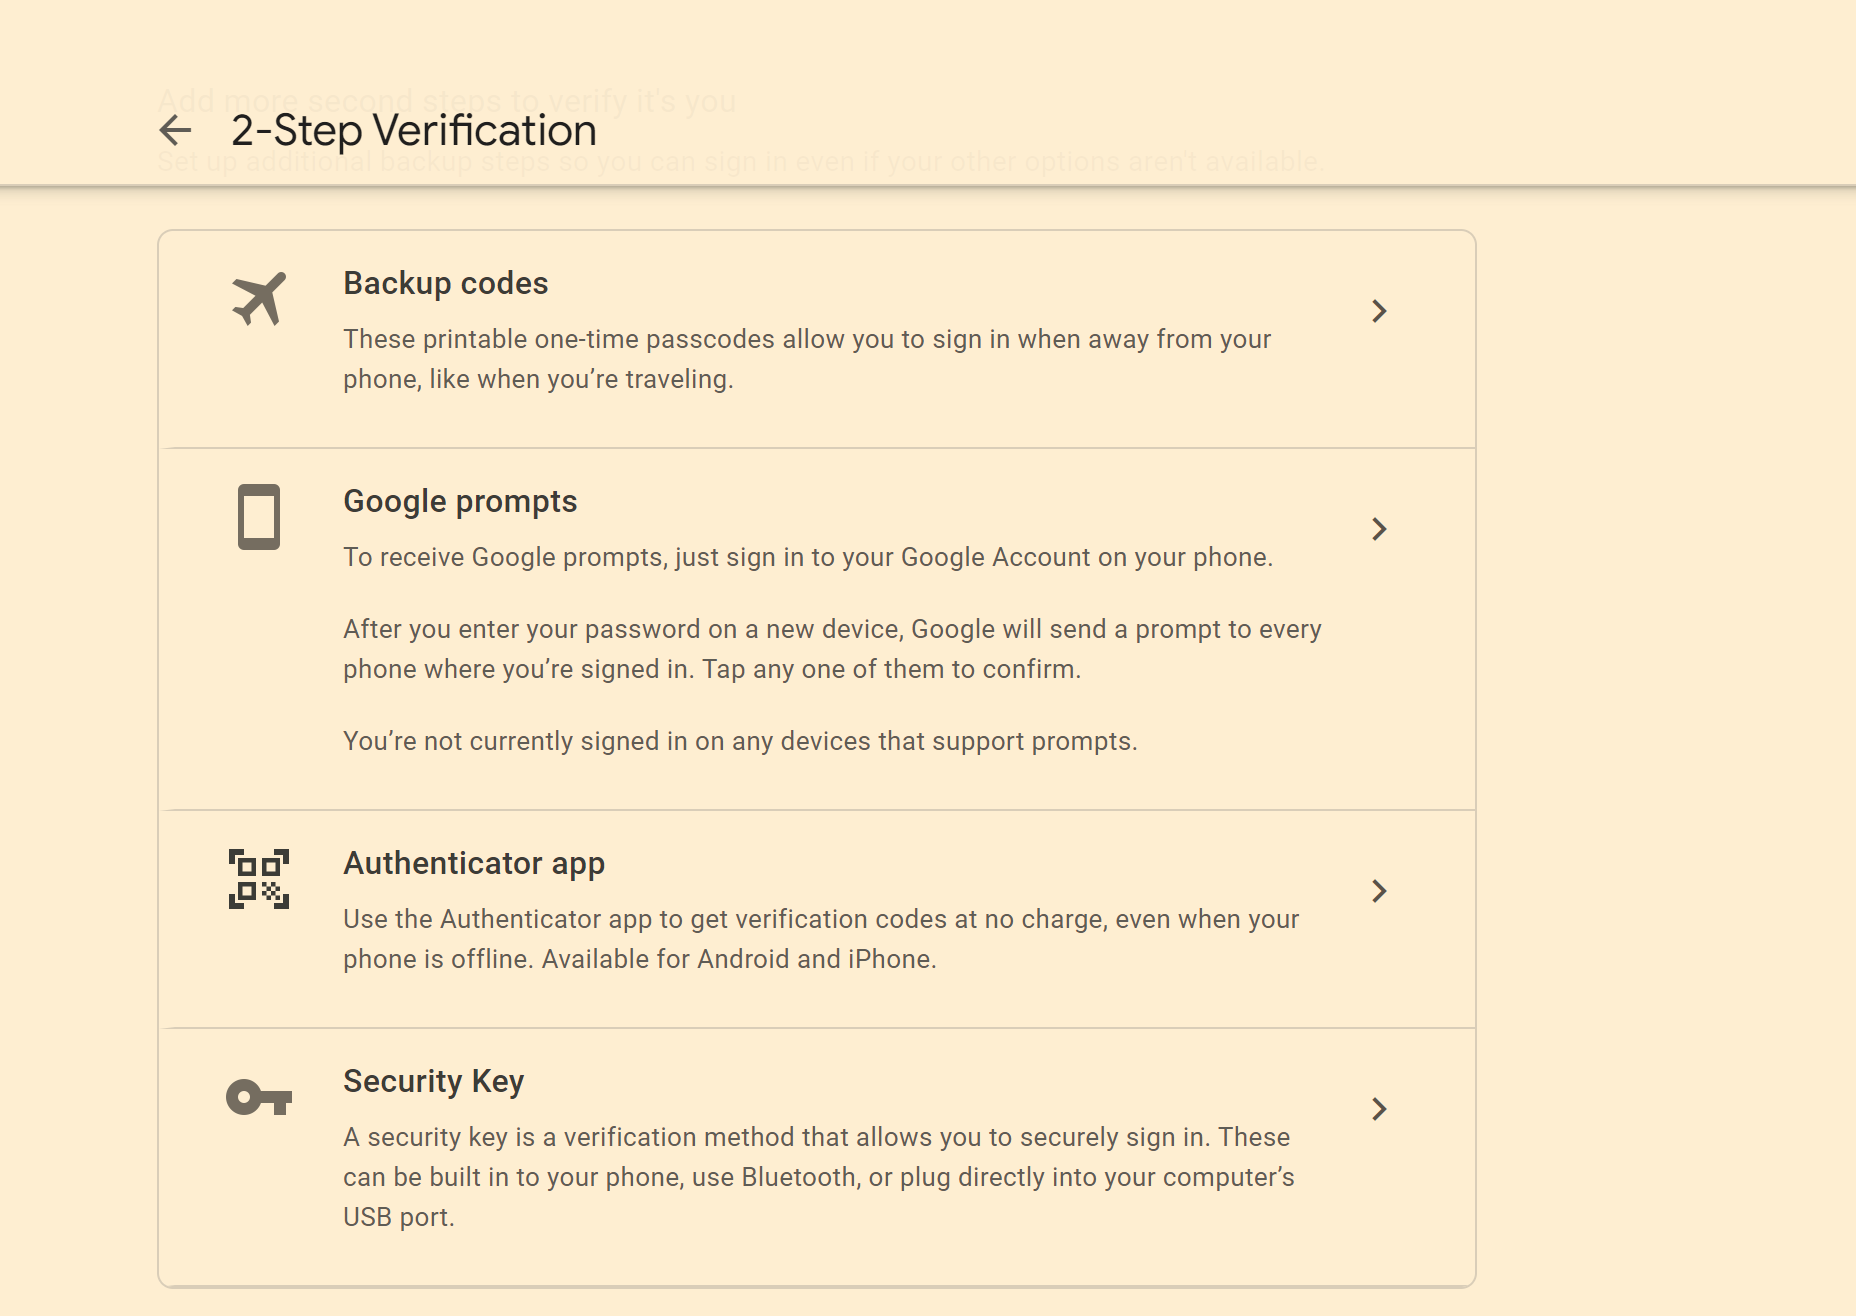 Add more second steps to verify it's you
2-Step Verification
Set up additional backup steps so you can sign in even if your other options aren't available.
Backup codes
These printable one-time passcodes allow you to sign in when away from your
phone, like when you’re traveling.
Google prompts
To receive Google prompts, just sign in to your Google Account on your phone.
After you enter your password on a new device, Google will send a prompt to every
phone where you’re signed in. Tap any one of them to confirm.
You’re not currently signed in on any devices that support prompts.
Authenticator app
Use the Authenticator app to get verification codes at no charge, even when your
phone is offline. Available for Android and iPhone.
Security Key
A security key is a verification method that allows you to securely sign in. These
can be built in to your phone, use Bluetooth, or plug directly into your computer’s
USB port.